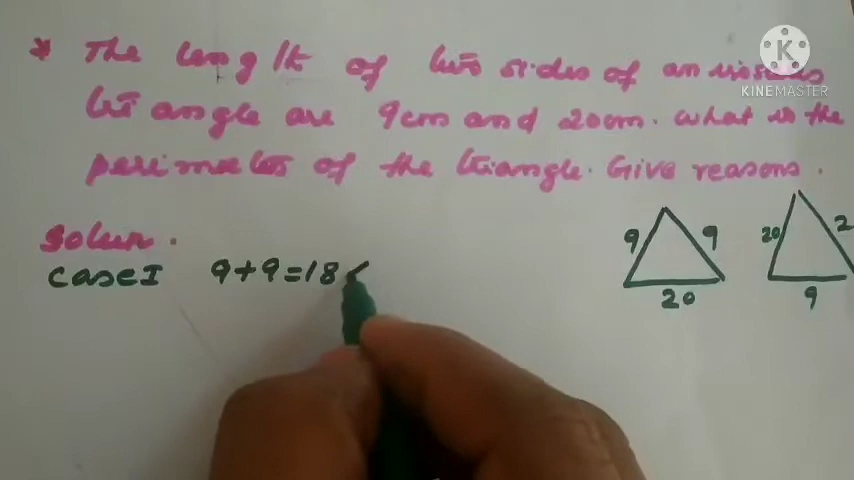 * The length of two sides of an isosceles
triangle are 9cm and 20cm. what is the
perimeter of the triangle. Give reasons.
Solun.
case I 9+9=18 <
9 9
20
20 2
9
K
KINEMASTER